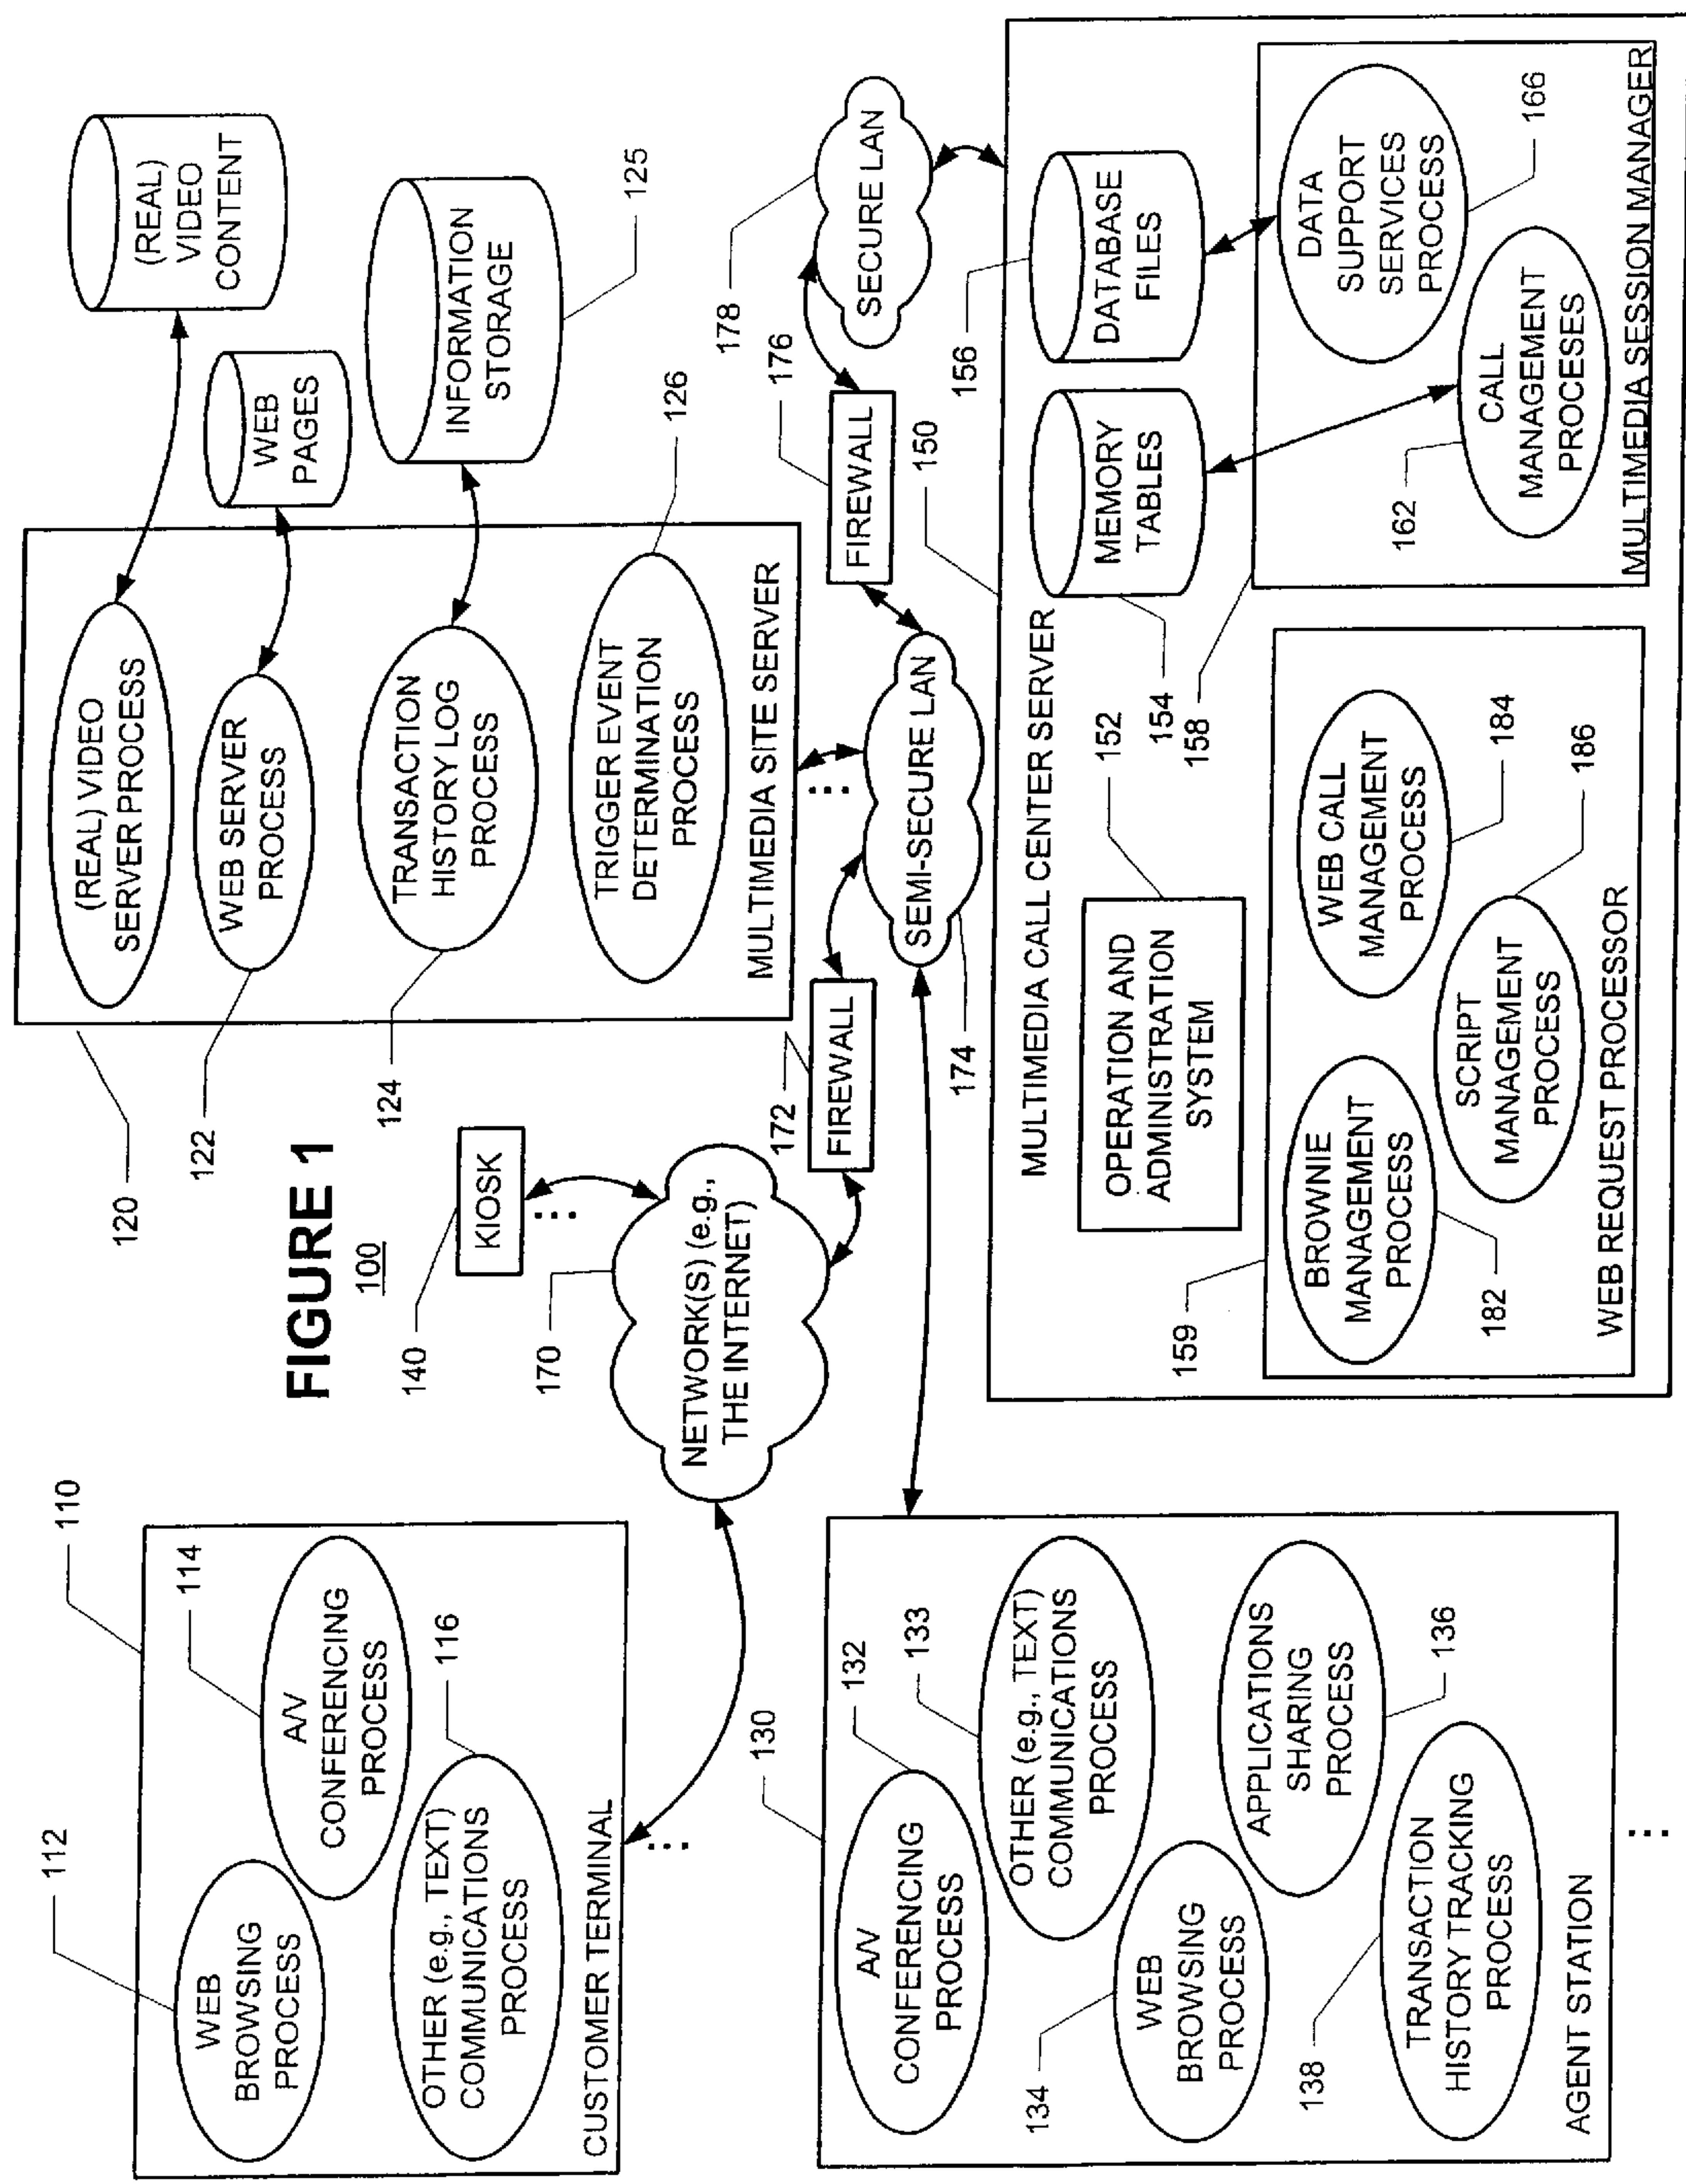 FIGURE 1
100
110
112
114
116
WEB
BROWSING
PROCESS
A/V
CONFERENCING
PROCESS
OTHER (e.g., TEXT)
COMMUNICATIONS
PROCESS
CUSTOMER TERMINAL
...
140
KIOSK
...
170
NETWORK(S) (e.g.,
THE INTERNET)
120
122
124
(REAL) VIDEO
SERVER PROCESS
WEB SERVER
PROCESS
TRANSACTION
HISTORY LOG
PROCESS
TRIGGER EVENT
DETERMINATION
PROCESS
126
MULTIMEDIA SITE SERVER
...
(REAL)
VIDEO
CONTENT
WEB
PAGES
INFORMATION
STORAGE
125
172
FIREWALL
SEMI-SECURE LAN
174
176
FIREWALL
178
SECURE LAN
130
132
133
134
136
138
A/V
CONFERENCING
PROCESS
OTHER (e.g., TEXT)
COMMUNICATIONS
PROCESS
WEB
BROWSING
PROCESS
APPLICATIONS
SHARING
PROCESS
TRANSACTION
HISTORY TRACKING
PROCESS
AGENT STATION
...
150
MULTIMEDIA CALL CENTER SERVER
152
OPERATION AND
ADMINISTRATION
SYSTEM
154
MEMORY
TABLES
156
DATABASE
FILES
158
DATA
SUPPORT
SERVICES
PROCESS
166
162
CALL
MANAGEMENT
PROCESSES
MULTIMEDIA SESSION MANAGER
159
BROWNIE
MANAGEMENT
PROCESS
182
WEB CALL
MANAGEMENT
PROCESS
184
SCRIPT
MANAGEMENT
PROCESS
186
WEB REQUEST PROCESSOR